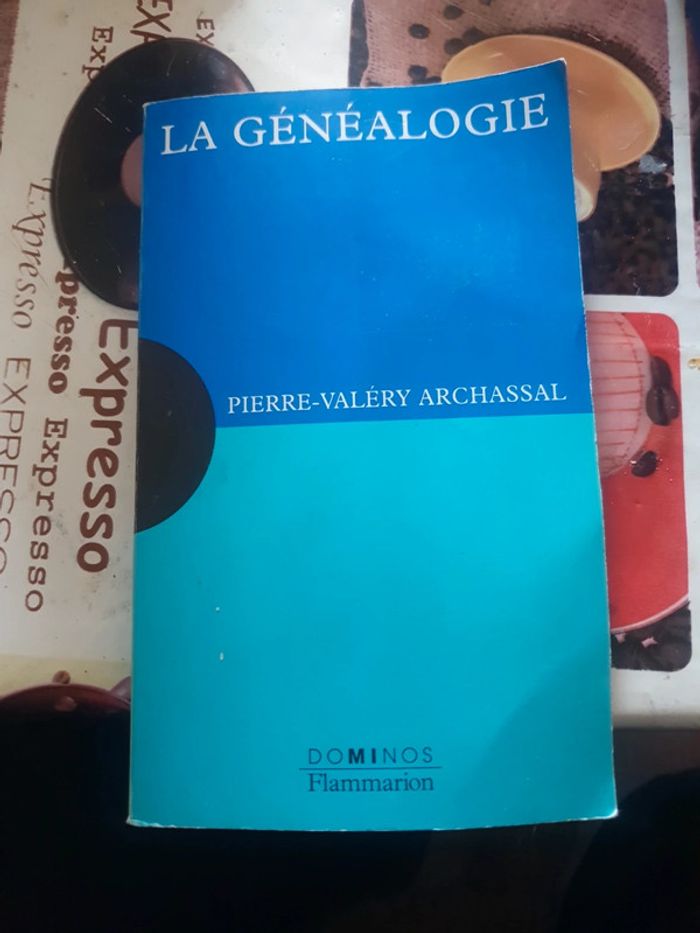 LA GÉNÉALOGIE
PIERRE-VALÉRY ARCHASSAL
DOMINOS
Flammarion
Expresso
Expresso
EXPRESSO
Expresso
Expresso